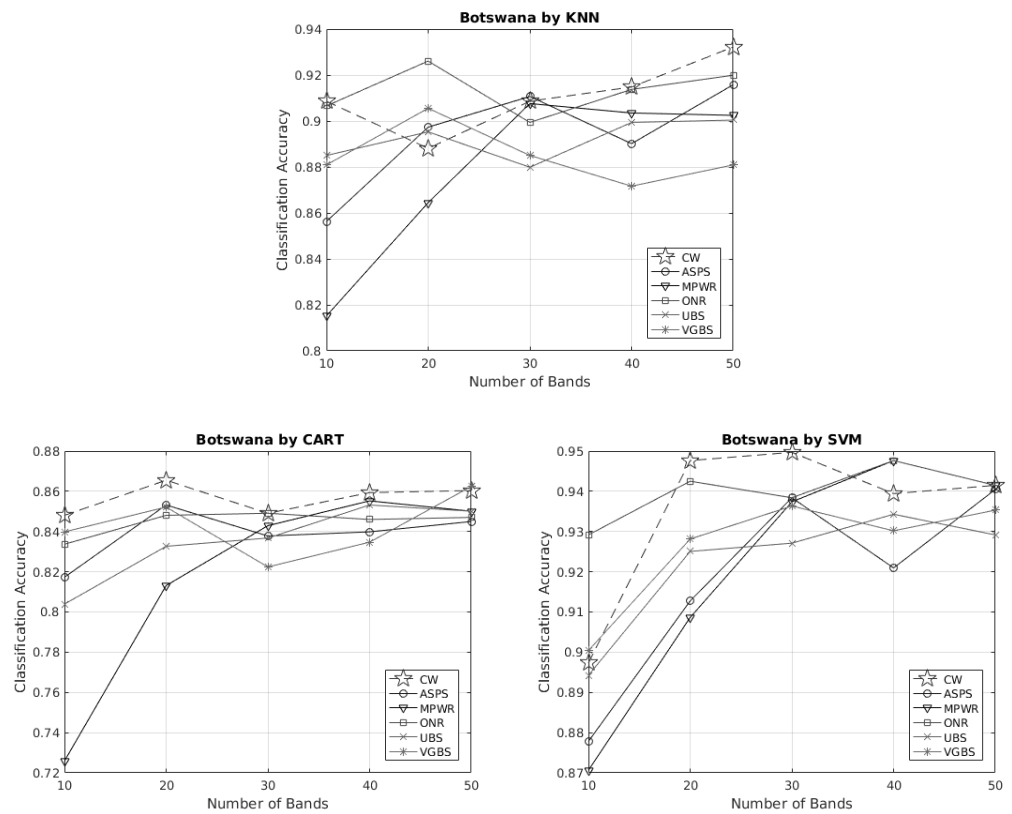 Botswana by KNN
0.94
0.92
0.9
0.88
0.86
0.84
0.82
0.8
Classification Accuracy
CW
ASPS
MPWR
ONR
UBS
VGBS
10 20 30 40 50
Number of Bands
Botswana by CART
0.88
0.86
0.84
0.82
0.8
0.78
0.76
0.74
0.72
Classification Accuracy
CW
ASPS
MPWR
ONR
UBS
VGBS
10 20 30 40 50
Number of Bands
Botswana by SVM
0.95
0.94
0.93
0.92
0.91
0.9
0.89
0.88
0.87
Classification Accuracy
CW
ASPS
MPWR
ONR
UBS
VGBS
10 20 30 40 50
Number of Bands